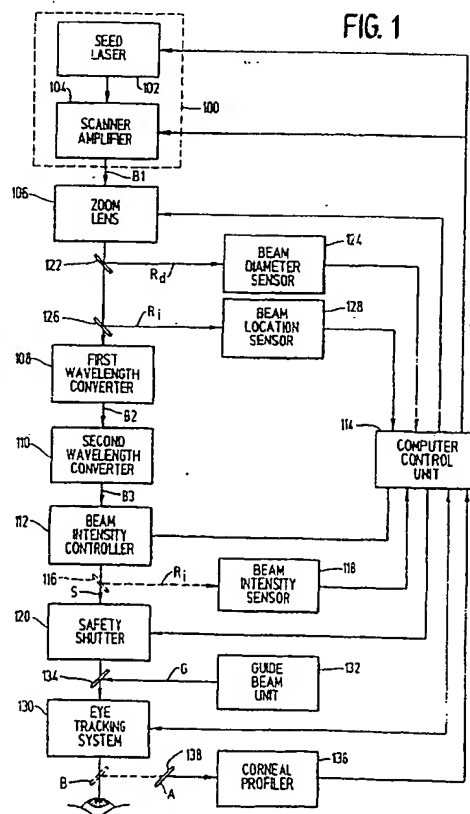 FIG. 1
SEED
LASER
102
104
100
SCANNER
AMPLIFIER
B1
106
ZOOM
LENS
122
Rd
BEAM
DIAMETER
SENSOR
124
126
Ri
BEAM
LOCATION
SENSOR
128
108
FIRST
WAVELENGTH
CONVERTER
B2
114
COMPUTER
CONTROL
UNIT
110
SECOND
WAVELENGTH
CONVERTER
B3
112
BEAM
INTENSITY
CONTROLLER
116
S
Ri
BEAM
INTENSITY
SENSOR
118
120
SAFETY
SHUTTER
134
G
GUIDE
BEAM
UNIT
132
130
EYE
TRACKING
SYSTEM
B
138
A
CORNEAL
PROFILER
136